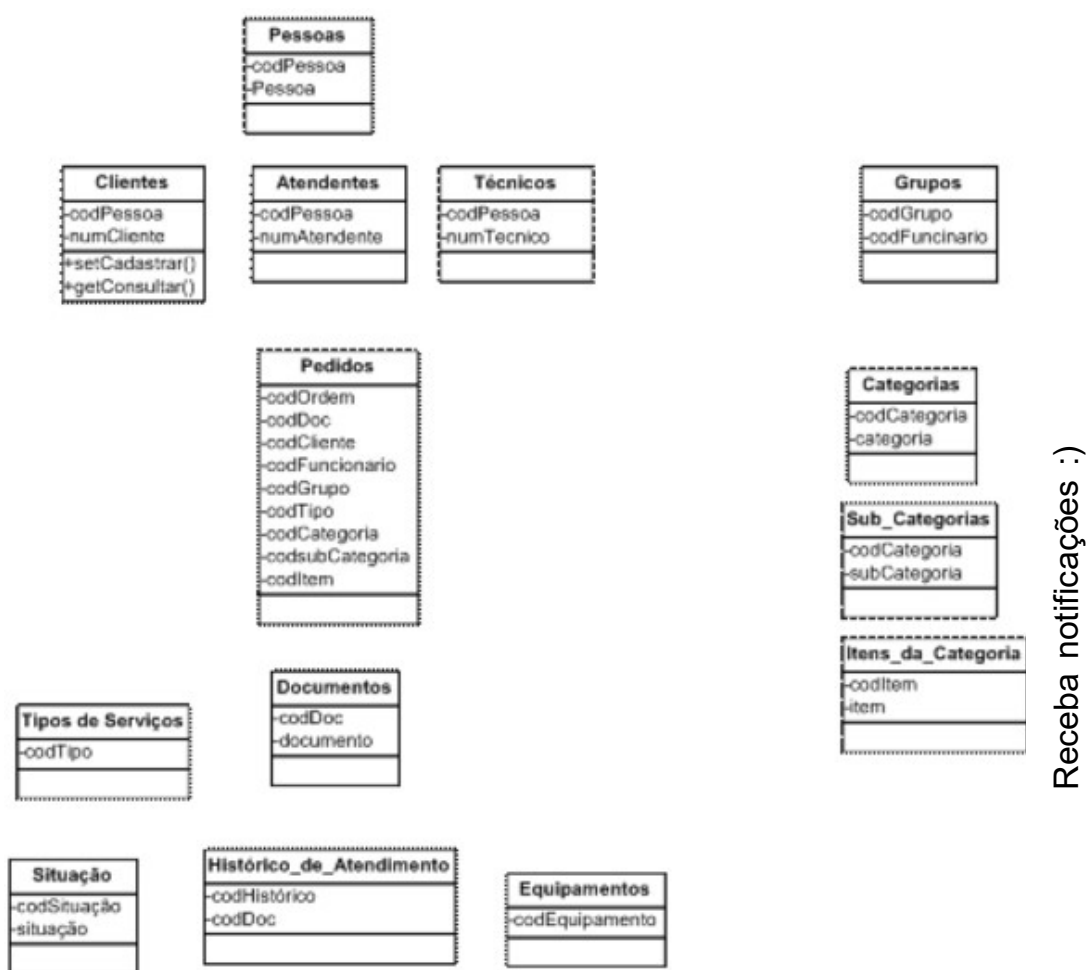 Pessoas
-codPessoa
-Pessoa
Clientes
-codPessoa
-numCliente
+setCadastrar()
+getConsultar()
Atendentes
-codPessoa
-numAtendente
Técnicos
-codPessoa
-numTecnico
Grupos
-codGrupo
-codFuncinario
Pedidos
-codOrdem
-codDoc
-codCliente
-codFuncionario
-codGrupo
-codTipo
-codCategoria
-codsubCategoria
-codItem
Categorias
-codCategoria
-categoria
Sub_Categorias
-codCategoria
-subCategoria
Itens_da_Categoria
-codItem
-item
Documentos
-codDoc
-documento
Tipos de Serviços
-codTipo
Situação
-codSituação
-situação
Histórico_de_Atendimento
-codHistórico
-codDoc
Equipamentos
-codEquipamento
Receba notificações :)